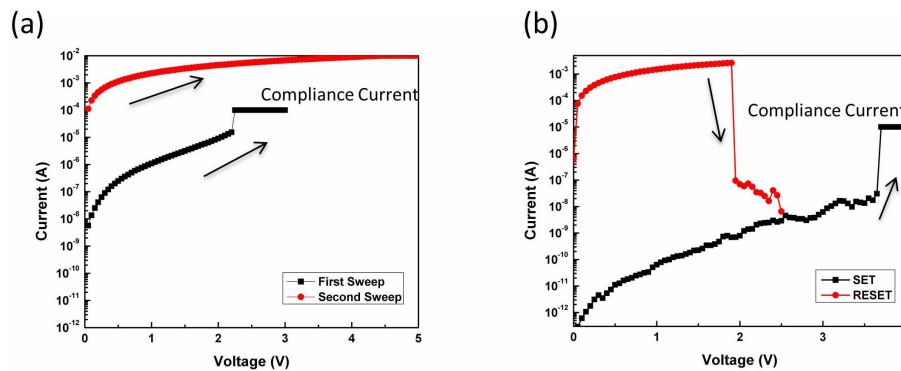 (a)
Current (A)
10⁻²
10⁻³
10⁻⁴
10⁻⁵
10⁻⁶
10⁻⁷
10⁻⁸
10⁻⁹
10⁻¹⁰
10⁻¹¹
10⁻¹²
Compliance Current
First Sweep
Second Sweep
0 1 2 3 4 5
Voltage (V)
(b)
Current (A)
10⁻³
10⁻⁴
10⁻⁵
10⁻⁶
10⁻⁷
10⁻⁸
10⁻⁹
10⁻¹⁰
10⁻¹¹
10⁻¹²
Compliance Current
SET
RESET
0 1 2 3
Voltage (V)